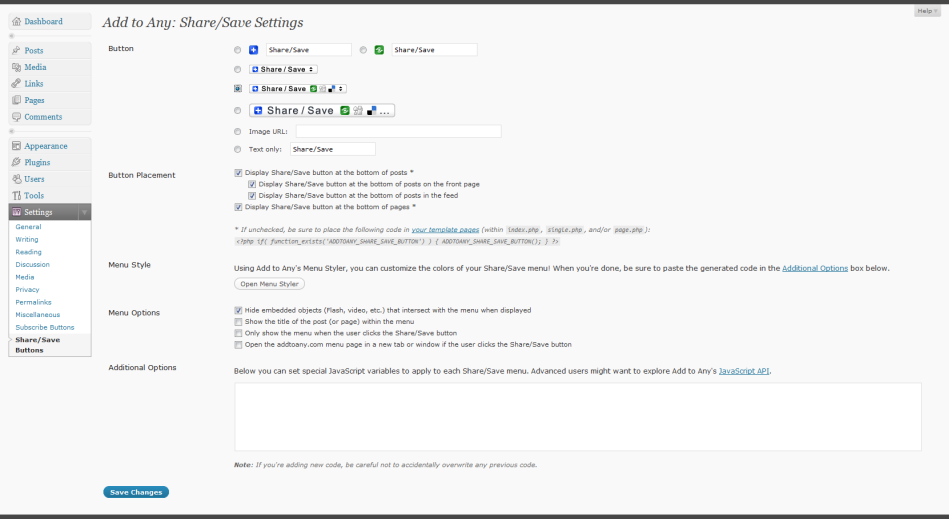 Help
Dashboard
Posts
Media
Links
Pages
Comments
Appearance
Plugins
Users
Tools
Settings
General
Writing
Reading
Discussion
Media
Privacy
Permalinks
Miscellaneous
Subscribe Buttons
Share/Save
Buttons
Add to Any: Share/Save Settings
Button
Share/Save Share/Save
Share / Save
Share / Save
Share / Save ...
Image URL:
Text only: Share/Save
Button Placement
Display Share/Save button at the bottom of posts *
Display Share/Save button at the bottom of posts on the front page
Display Share/Save button at the bottom of posts in the feed
Display Share/Save button at the bottom of pages *
* If unchecked, be sure to place the following code in your template pages (within index.php, single.php, and/or page.php):
<?php if( function_exists('ADDTOANY_SHARE_SAVE_BUTTON') ) { ADDTOANY_SHARE_SAVE_BUTTON(); } ?>
Menu Style
Using Add to Any's Menu Styler, you can customize the colors of your Share/Save menu! When you're done, be sure to paste the generated code in the Additional Options box below.
Open Menu Styler
Menu Options
Hide embedded objects (Flash, video, etc.) that intersect with the menu when displayed
Show the title of the post (or page) within the menu
Only show the menu when the user clicks the Share/Save button
Open the addtoany.com menu page in a new tab or window if the user clicks the Share/Save button
Additional Options
Below you can set special JavaScript variables to apply to each Share/Save menu. Advanced users might want to explore Add to Any's JavaScript API.
Note: If you're adding new code, be careful not to accidentally overwrite any previous code.
Save Changes